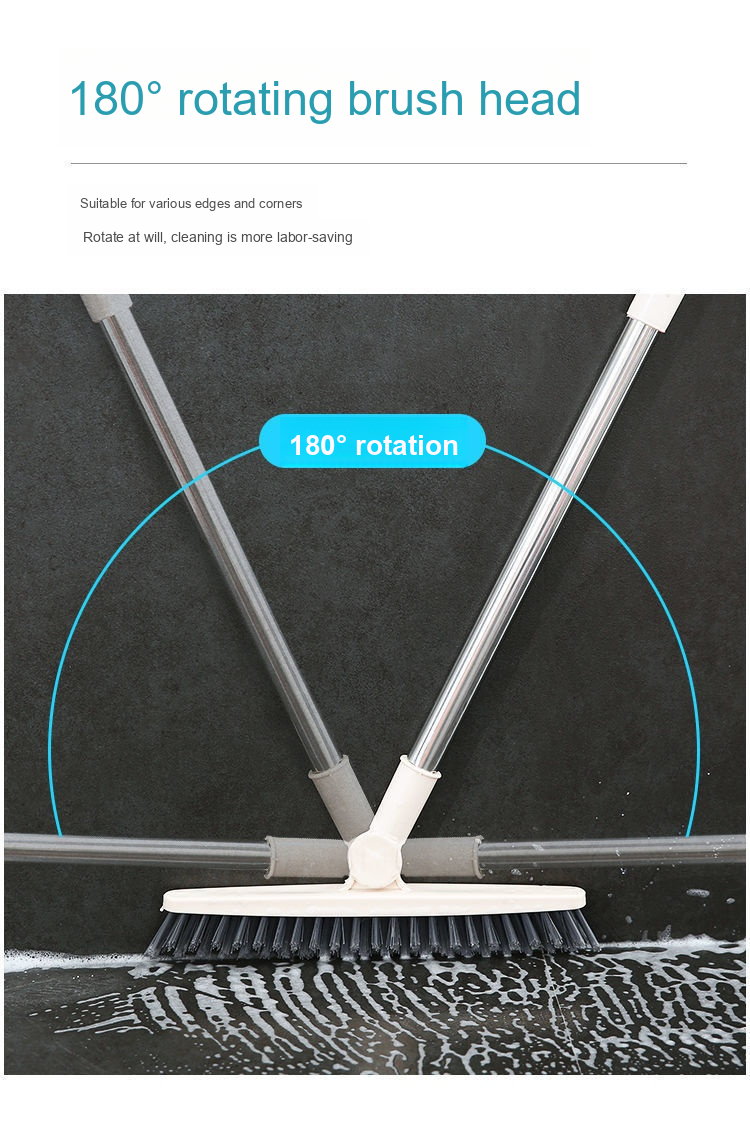 180° rotating brush head
Suitable for various edges and corners
Rotate at will, cleaning is more labor-saving
180° rotation